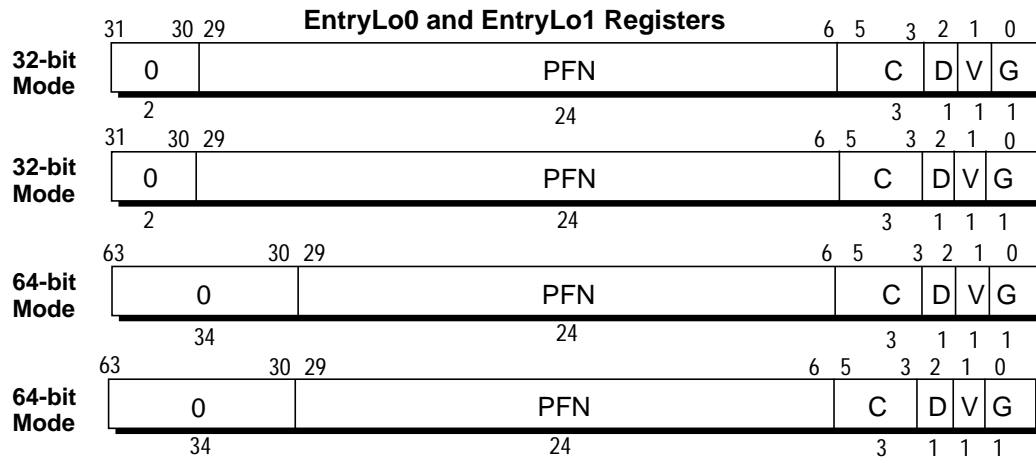 EntryLo0 and EntryLo1 Registers
31 30 29 6 5 3 2 1 0
32-bit
Mode
0 PFN C D V G
2 24 3 1 1 1
31 30 29 6 5 3 2 1 0
32-bit
Mode
0 PFN C D V G
2 24 3 1 1 1
63 30 29 6 5 3 2 1 0
64-bit
Mode
0 PFN C D V G
34 24 3 1 1 1
63 30 29 6 5 3 2 1 0
64-bit
Mode
0 PFN C D V G
34 24 3 1 1 1